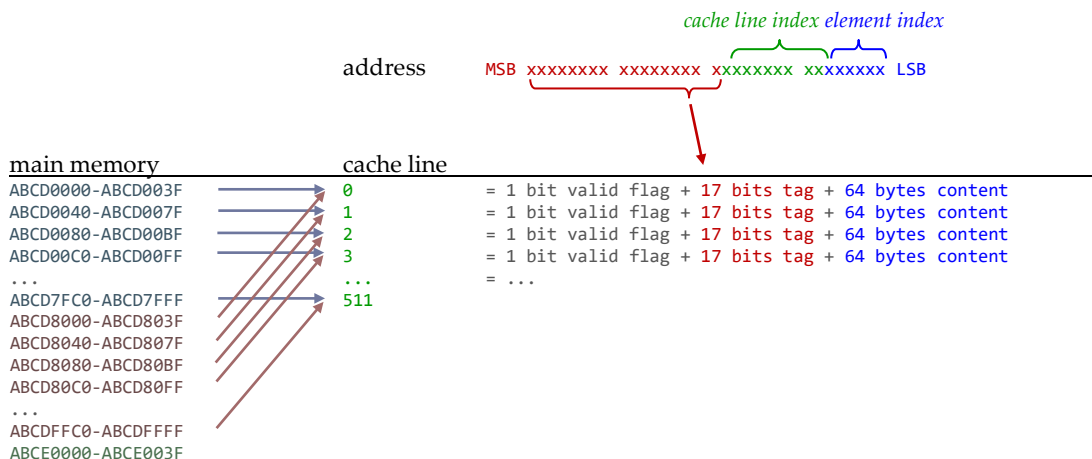 cache line index element index
address MSB xxxxxxxx xxxxxxxx xxxxxxxx xxxxxxxx LSB
main memory cache line
ABCD0000-ABCD003F 0 = 1 bit valid flag + 17 bits tag + 64 bytes content
ABCD0040-ABCD007F 1 = 1 bit valid flag + 17 bits tag + 64 bytes content
ABCD0080-ABCD00BF 2 = 1 bit valid flag + 17 bits tag + 64 bytes content
ABCD00C0-ABCD00FF 3 = 1 bit valid flag + 17 bits tag + 64 bytes content
... ... = ...
ABCD7FC0-ABCD7FFF 511
ABCD8000-ABCD803F
ABCD8040-ABCD807F
ABCD8080-ABCD80BF
ABCD80C0-ABCD80FF
...
ABCDFFC0-ABCDFFFF
ABCE0000-ABCE003F